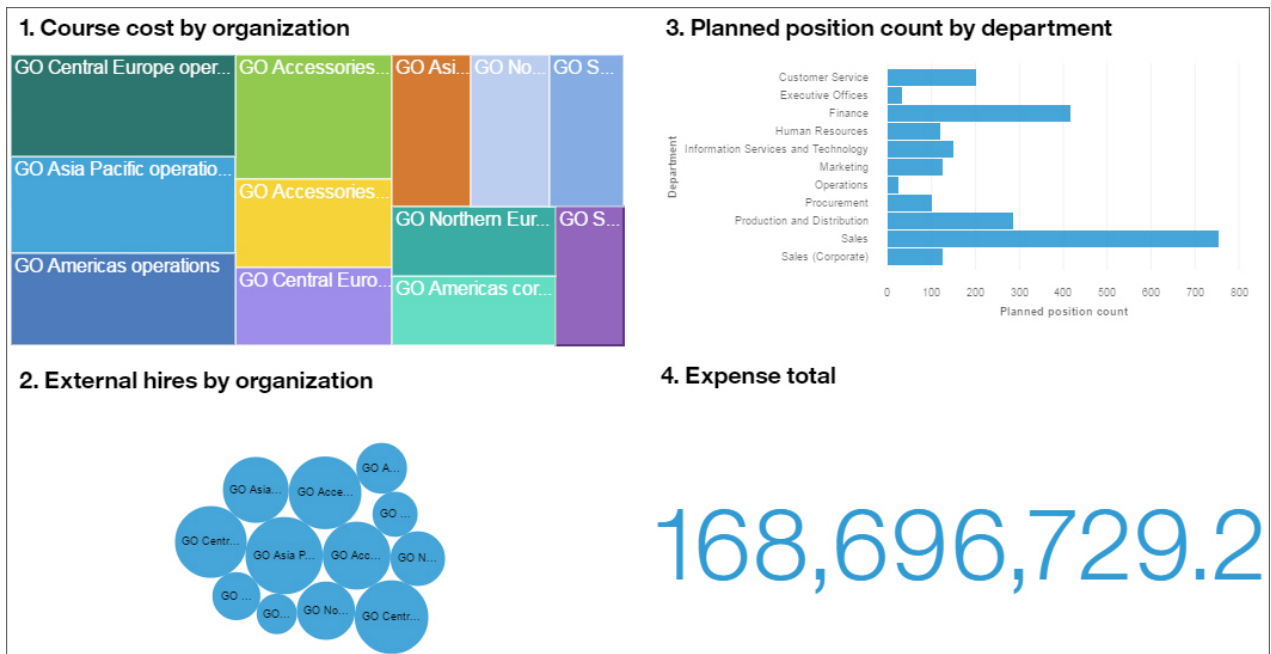 1. Course cost by organization
GO Central Europe oper...
GO Accessories...
GO Asi...
GO No...
GO S...
GO Asia Pacific operatio...
GO Accessories...
GO Northern Eur...
GO S...
GO Americas operations
GO Central Euro...
GO Americas cor...
3. Planned position count by department
Department
Customer Service
Executive Offices
Finance
Human Resources
Information Services and Technology
Marketing
Operations
Procurement
Production and Distribution
Sales
Sales (Corporate)
0 100 200 300 400 500 600 700 800
Planned position count
2. External hires by organization
GO A...
GO Asia...
GO Acce...
GO ...
GO Centr...
GO Asia P...
GO Acc...
GO N...
GO ...
GO...
GO No...
GO Centr...
4. Expense total
168,696,729.2